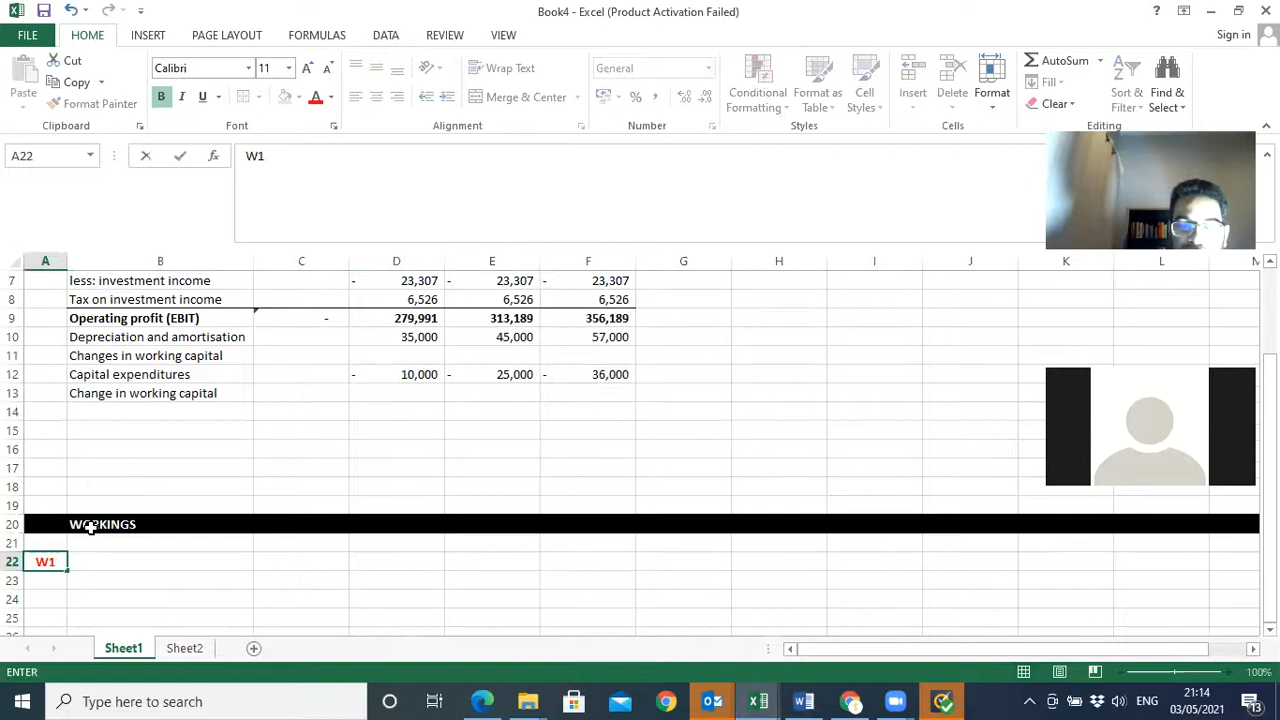 Book4 - Excel (Product Activation Failed)
FILE HOME INSERT PAGE LAYOUT FORMULAS DATA REVIEW VIEW Sign in
Cut
Copy
Format Painter
Paste
Clipboard
Calibri 11
B I U A
Font
Wrap Text
Merge & Center
Alignment
General
Number
Conditional Formatting
Format as Table
Cell Styles
Styles
Insert Delete Format
Cells
AutoSum
Fill
Clear
Sort & Filter
Find & Select
Editing
A22 fx W1
A B C D E F G H I J K L M
7 less: investment income - 23,307 - 23,307 - 23,307
8 Tax on investment income 6,526 6,526 6,526
9 Operating profit (EBIT) - 279,991 313,189 356,189
10 Depreciation and amortisation 35,000 45,000 57,000
11 Changes in working capital
12 Capital expenditures - 10,000 - 25,000 - 36,000
13 Change in working capital
14
15
16
17
18
19
20 WORKINGS
21
22 W1
23
24
25
26
Sheet1 Sheet2
ENTER 100%
Type here to search
ENG
21:14
03/05/2021
13